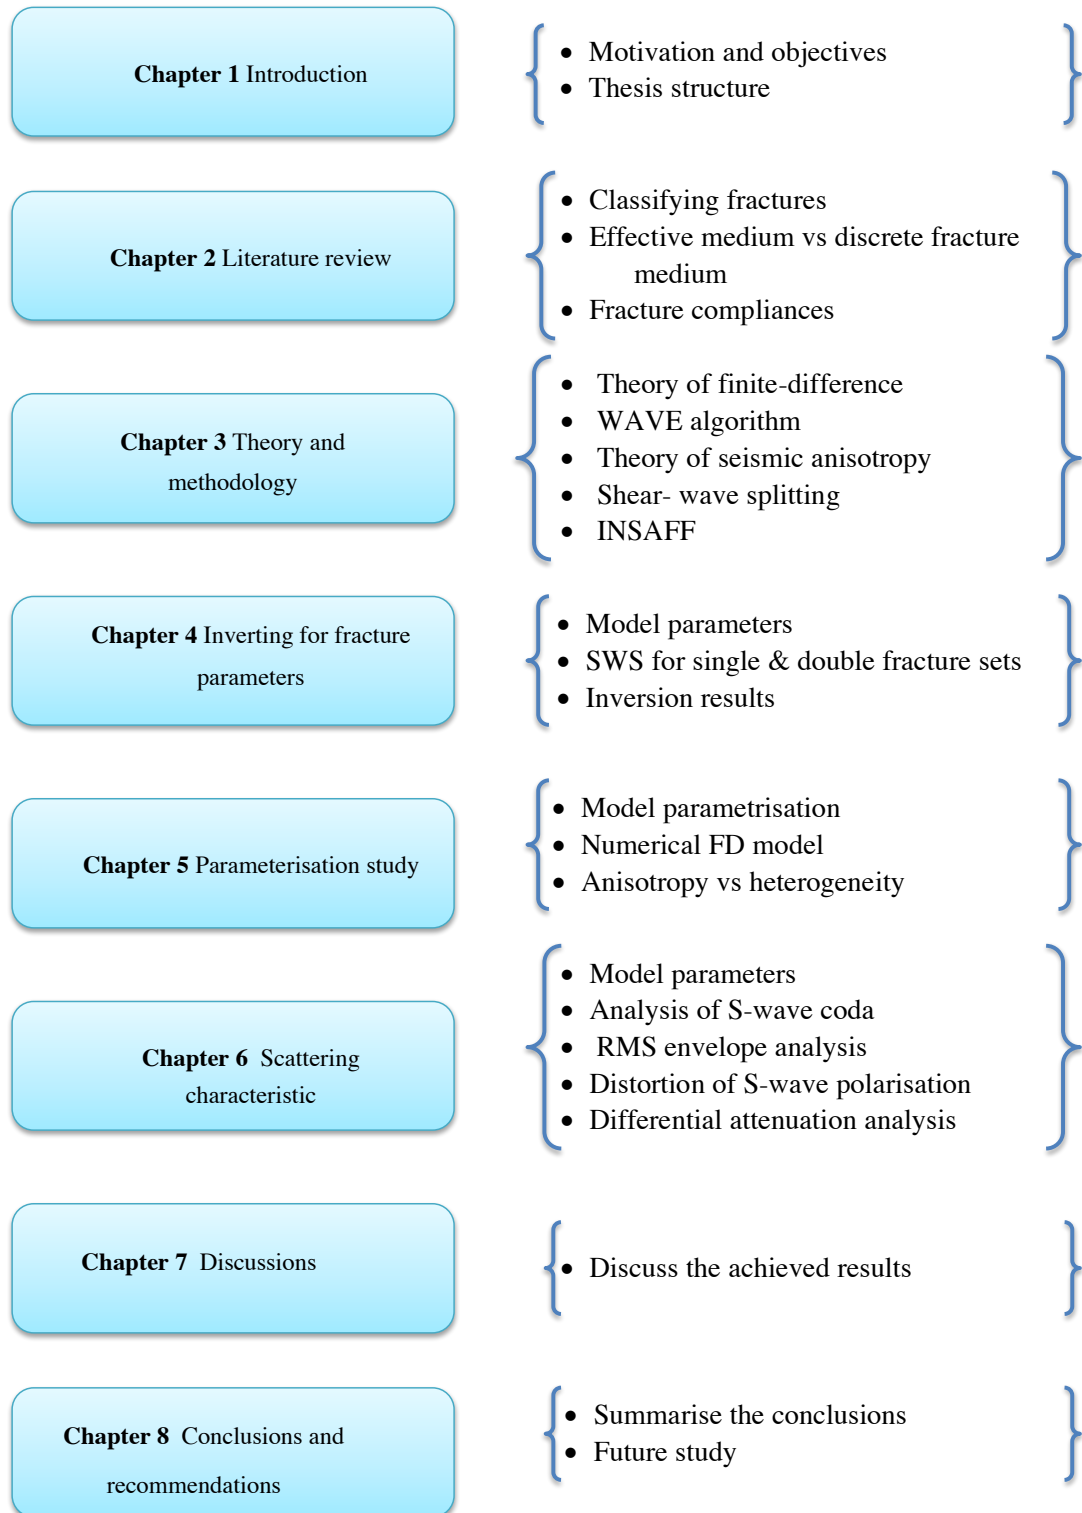 Chapter 1 Introduction
• Motivation and objectives
• Thesis structure
Chapter 2 Literature review
• Classifying fractures
• Effective medium vs discrete fracture
medium
• Fracture compliances
Chapter 3 Theory and
methodology
• Theory of finite-difference
• WAVE algorithm
• Theory of seismic anisotropy
• Shear- wave splitting
• INSAFF
Chapter 4 Inverting for fracture
parameters
• Model parameters
• SWS for single & double fracture sets
• Inversion results
Chapter 5 Parameterisation study
• Model parametrisation
• Numerical FD model
• Anisotropy vs heterogeneity
Chapter 6 Scattering
characteristic
• Model parameters
• Analysis of S-wave coda
• RMS envelope analysis
• Distortion of S-wave polarisation
• Differential attenuation analysis
Chapter 7 Discussions
• Discuss the achieved results
Chapter 8 Conclusions and
recommendations
• Summarise the conclusions
• Future study